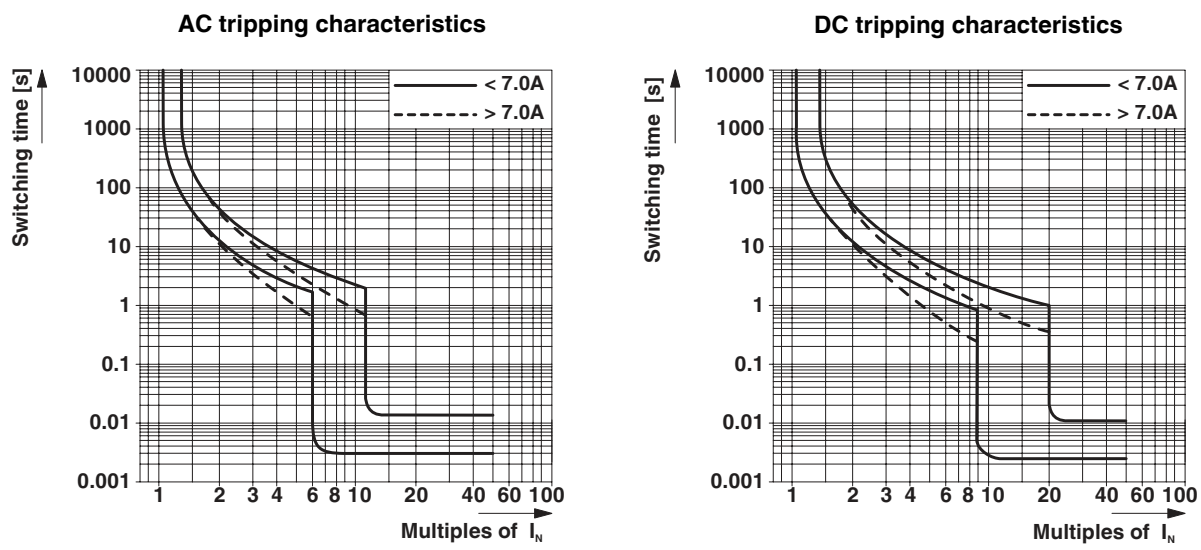 AC tripping characteristics
Switching time [s]
10000
1000
100
10
1
0.1
0.01
0.001
< 7.0A
> 7.0A
1 2 3 4 6 8 10 20 40 60 100
Multiples of IN
DC tripping characteristics
Switching time [s]
10000
1000
100
10
1
0.1
0.01
0.001
< 7.0A
> 7.0A
1 2 3 4 6 8 10 20 40 60 100
Multiples of IN